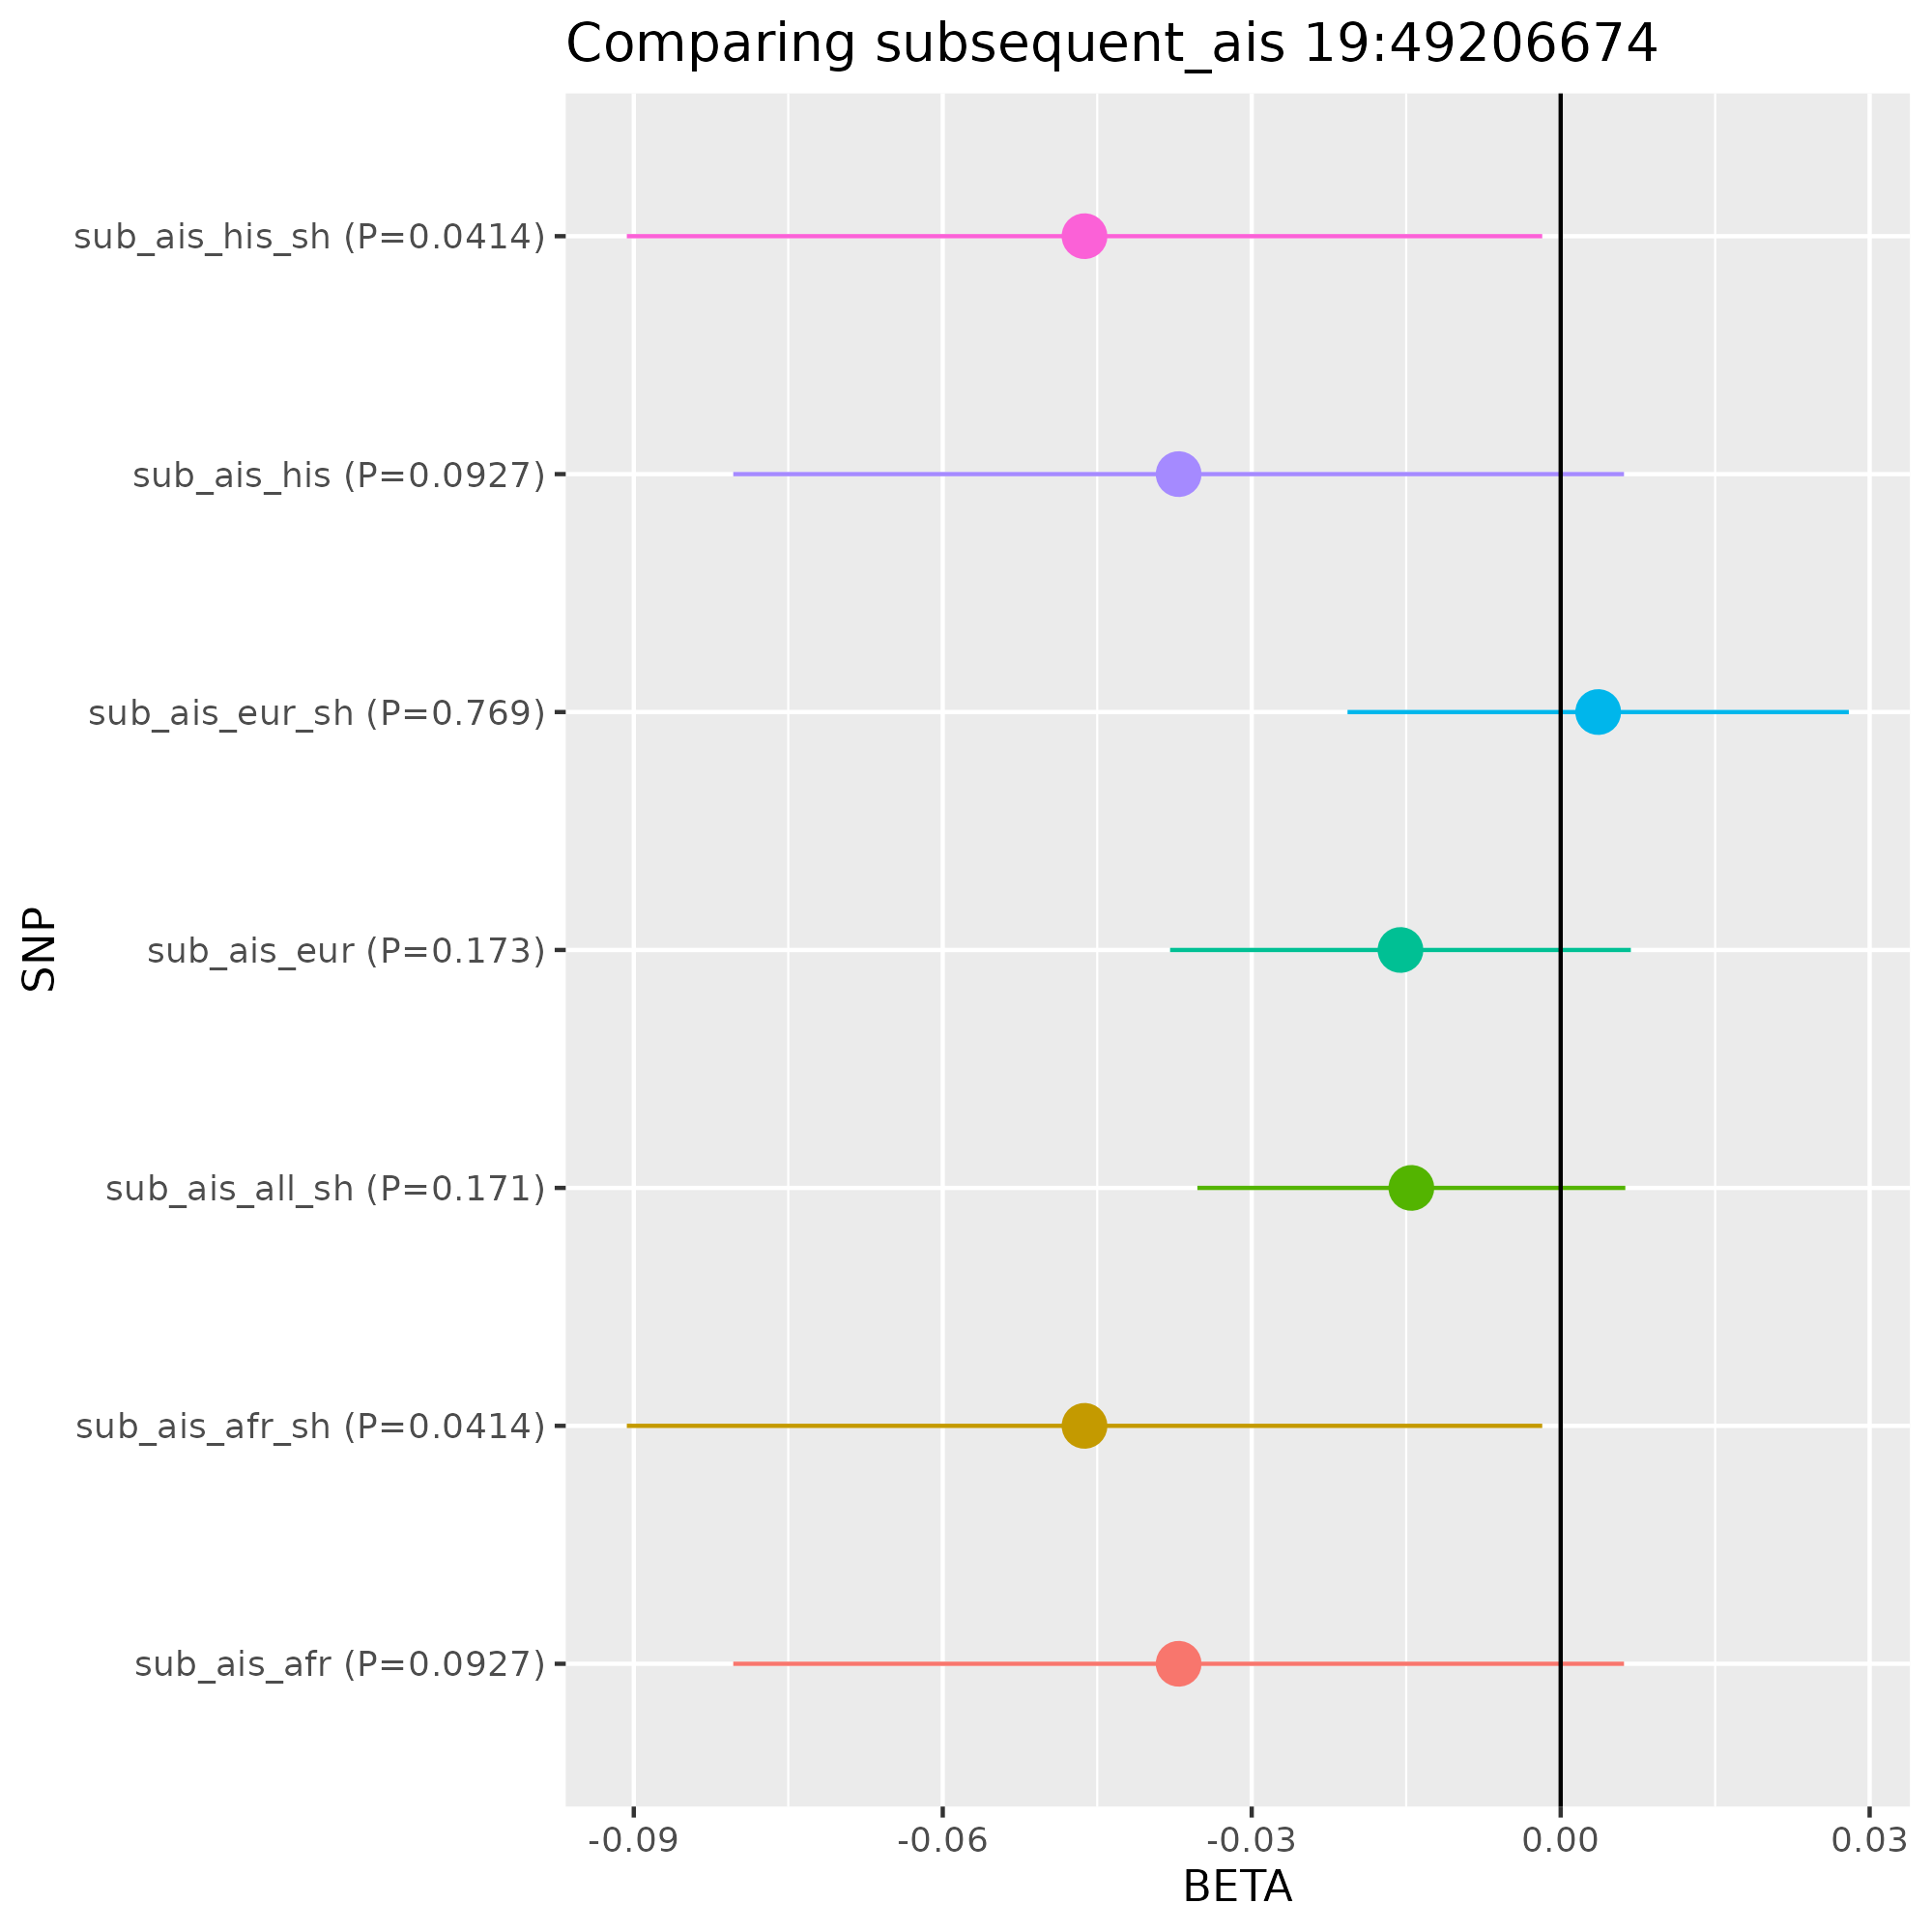 Comparing subsequent_ais 19:49206674
sub_ais_his_sh (P=0.0414)
sub_ais_his (P=0.0927)
sub_ais_eur_sh (P=0.769)
sub_ais_eur (P=0.173)
sub_ais_all_sh (P=0.171)
sub_ais_afr_sh (P=0.0414)
sub_ais_afr (P=0.0927)
SNP
-0.09 -0.06 -0.03 0.00 0.03
BETA